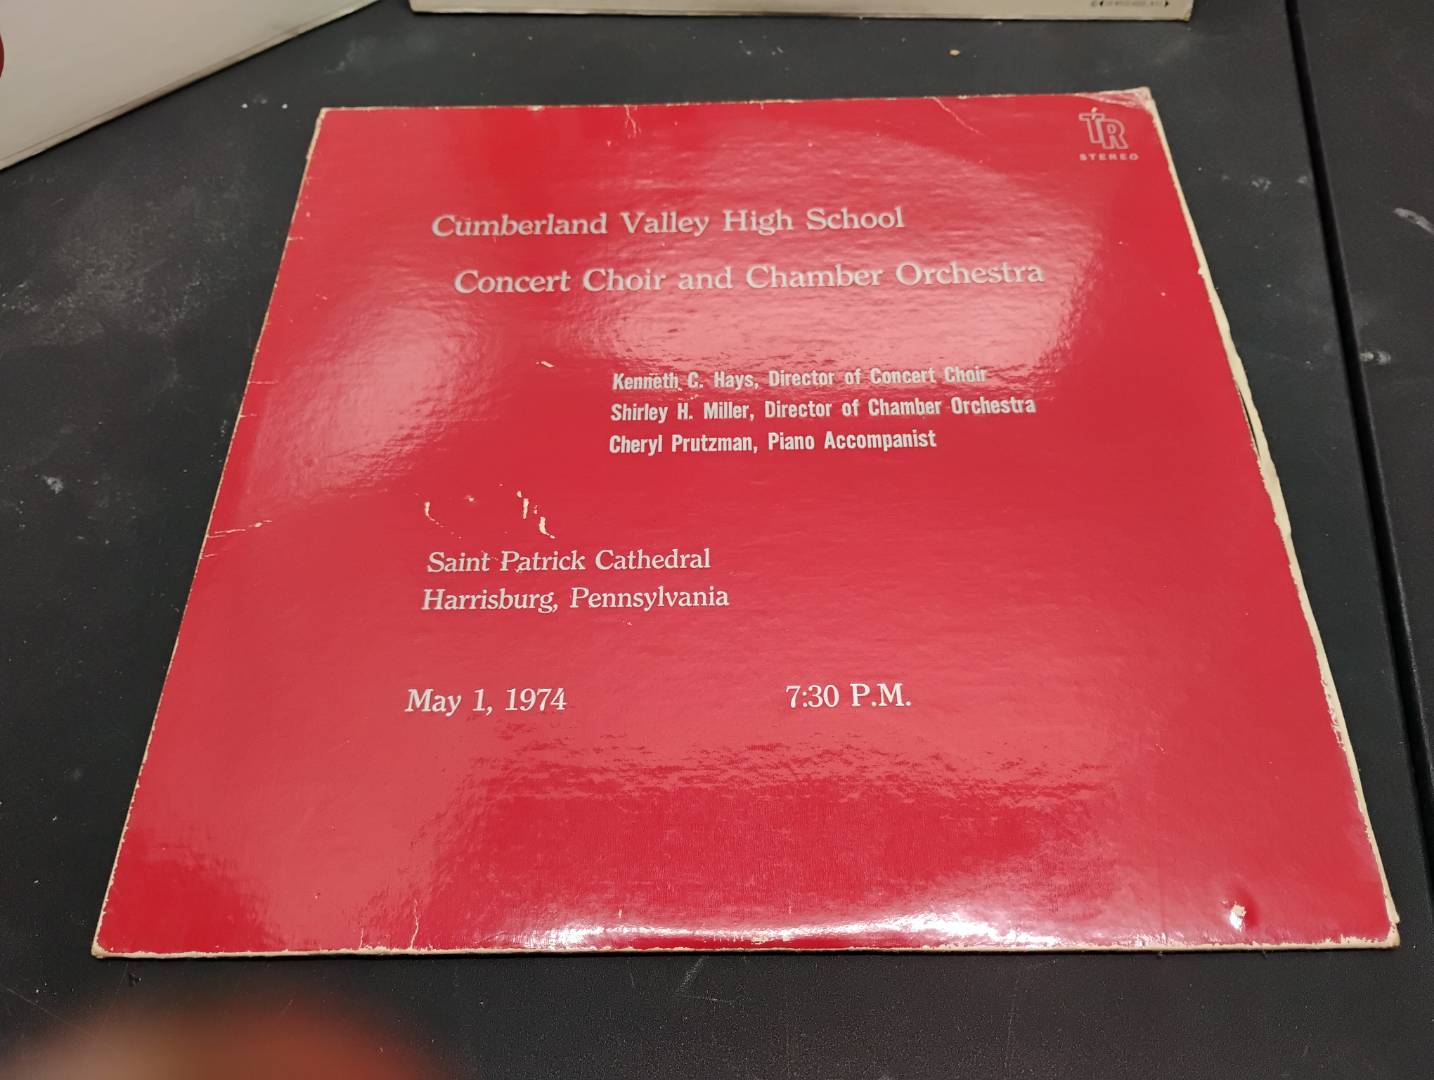 TR
STEREO
Cumberland Valley High School
Concert Choir and Chamber Orchestra
Kenneth C. Hays, Director of Concert Choir
Shirley H. Miller, Director of Chamber Orchestra
Cheryl Prutzman, Piano Accompanist
Saint Patrick Cathedral
Harrisburg, Pennsylvania
May 1, 1974 7:30 P.M.